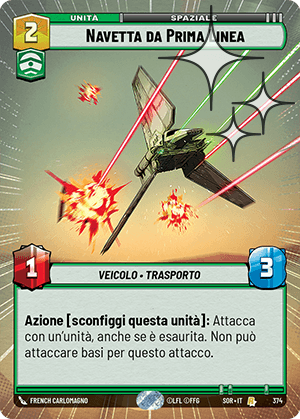 UNITÀ SPAZIALE
2 NAVETTA DA PRIMA LINEA
1 VEICOLO • TRASPORTO 3
Azione [sconfiggi questa unità]: Attacca
con un'unità, anche se è esaurita. Non può
attaccare basi per questo attacco.
FRENCH CARLOMAGNO ©LFL ©FFG SOR • IT R 374